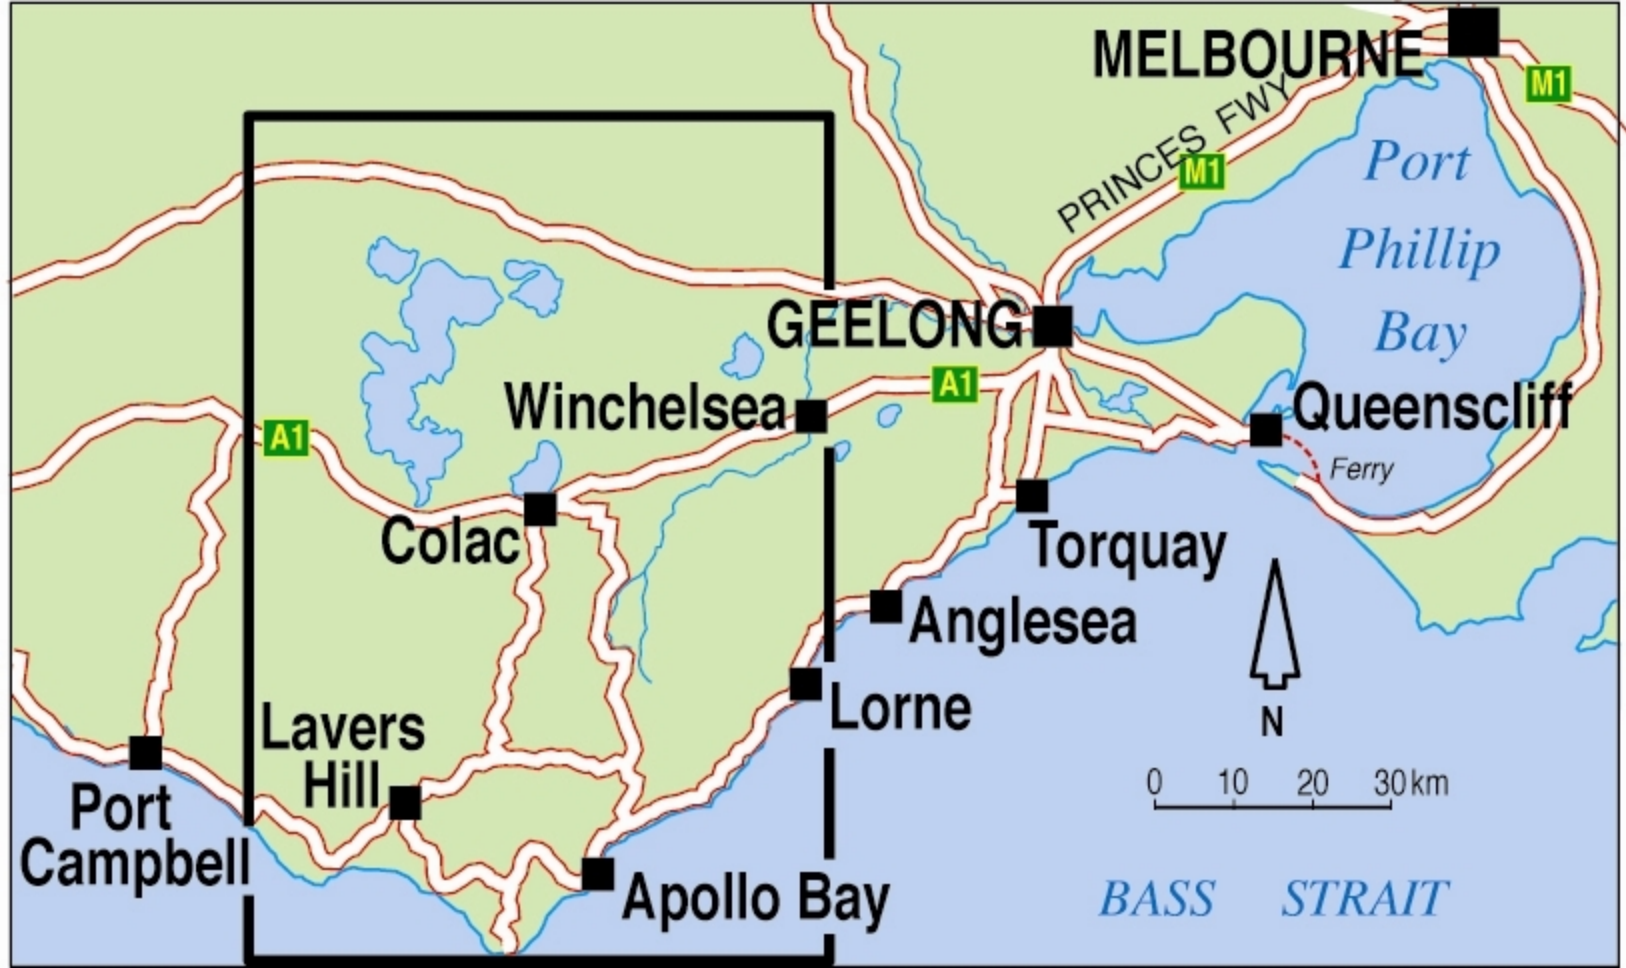 MELBOURNE
M1
PRINCES FWY
M1
Port
Phillip
Bay
GEELONG
A1
Winchelsea
Queenscliff
A1
Ferry
Colac
Torquay
Anglesea
Lorne
N
Lavers
Hill
0 10 20 30 km
Port
Campbell
Apollo Bay
BASS STRAIT